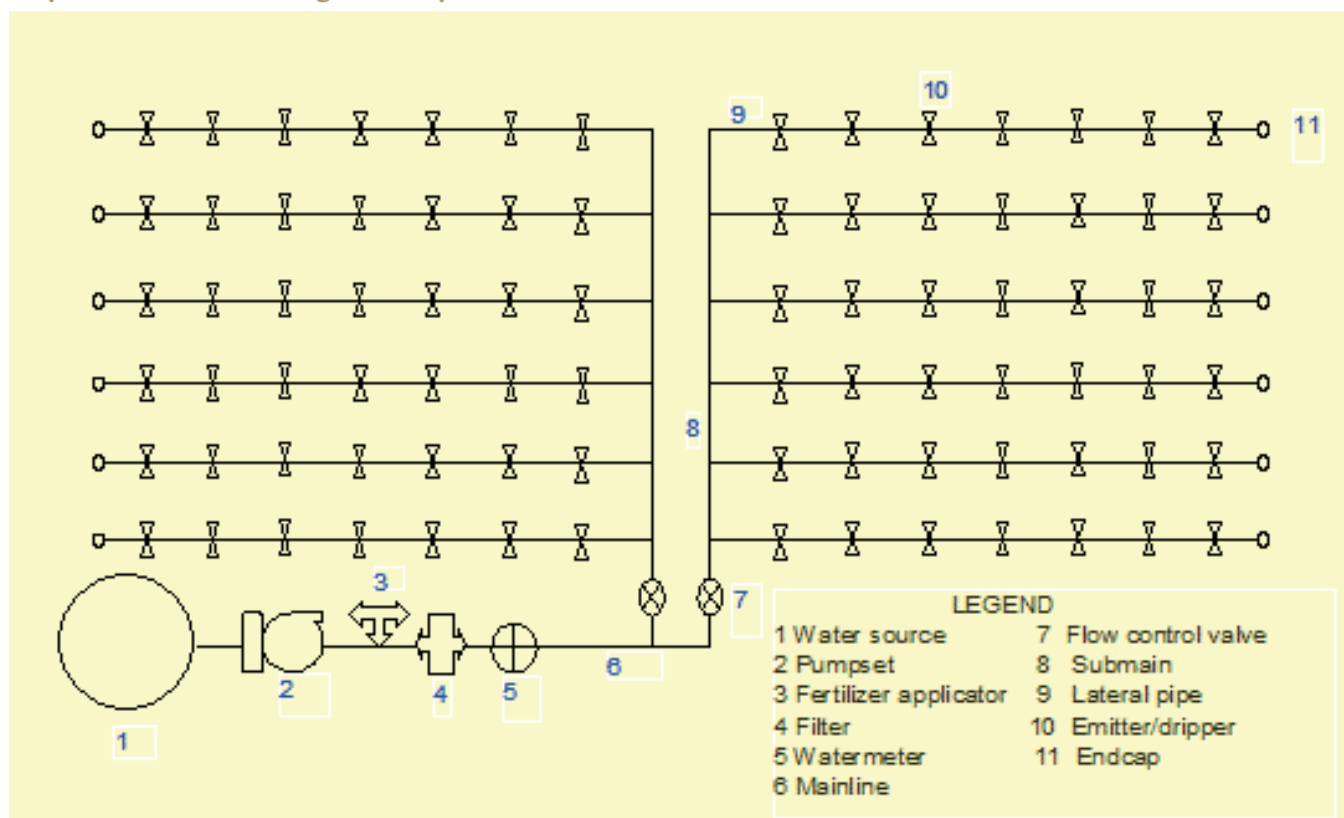 10
9
11
8
3
7
6
2
4
5
1
LEGEND
1 Water source 7 Flow control valve
2 Pumpset 8 Submain
3 Fertilizer applicator 9 Lateral pipe
4 Filter 10 Emitter/dripper
5 Watermeter 11 Endcap
6 Mainline